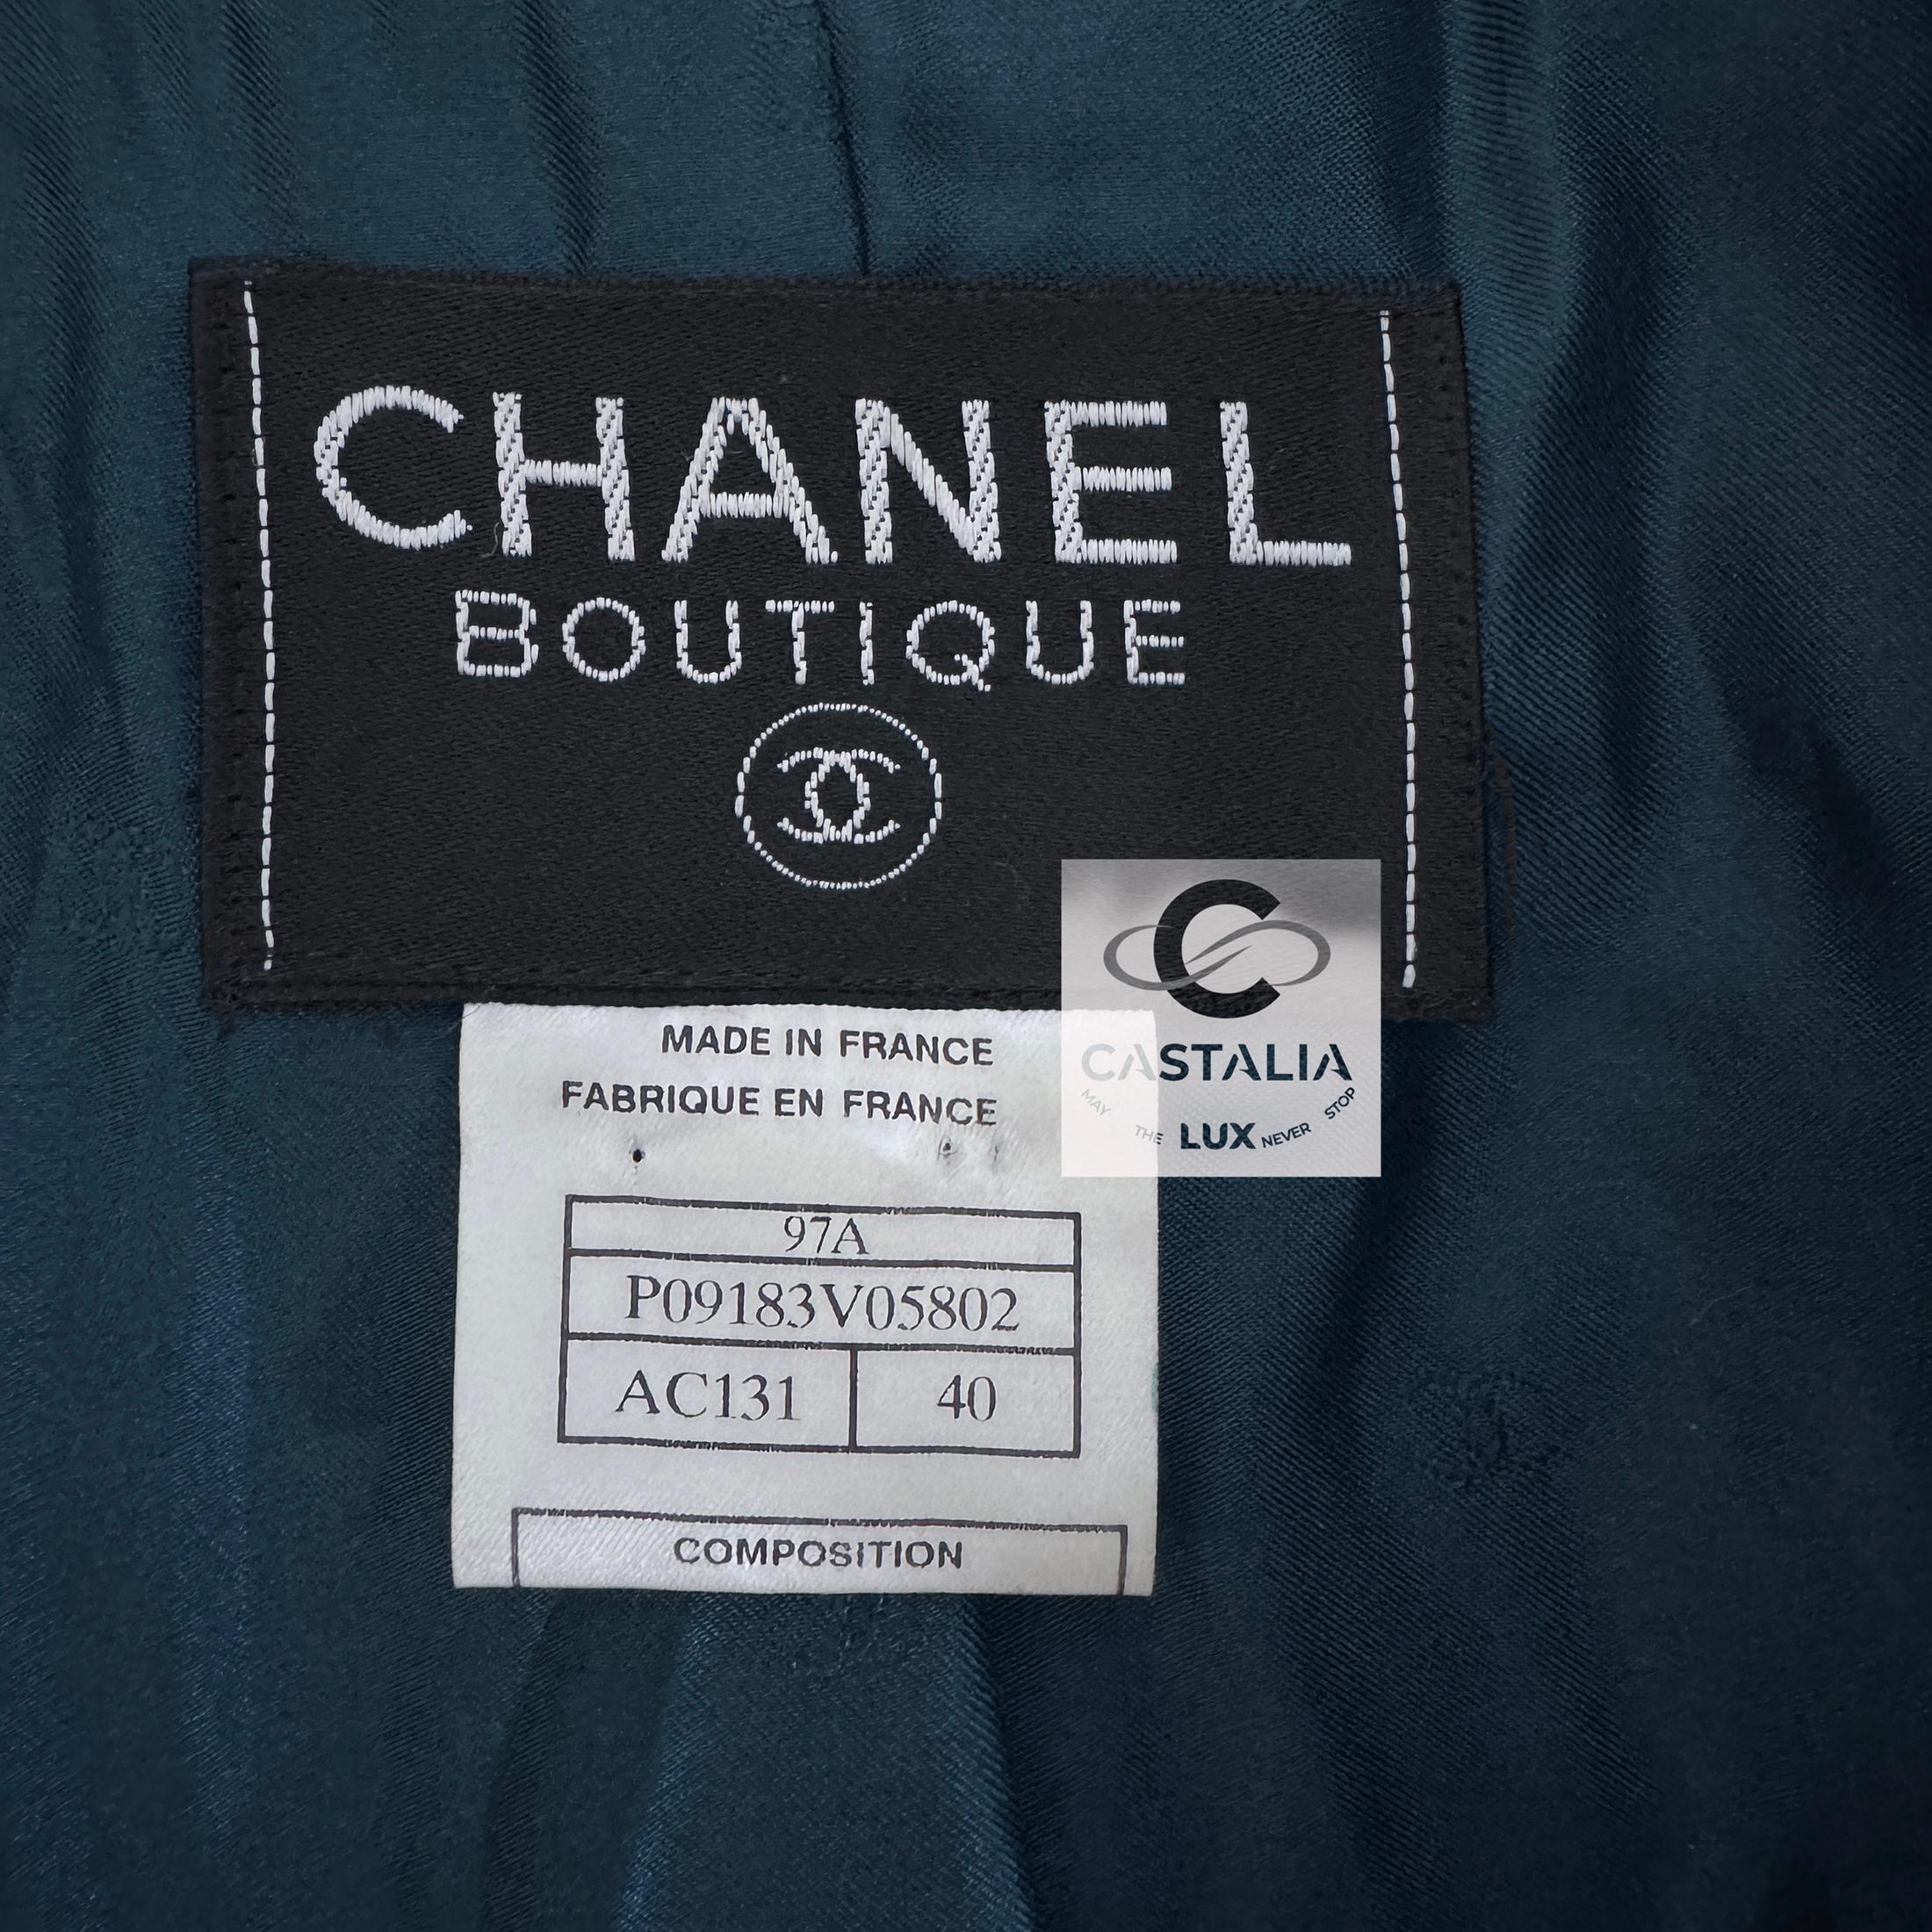 CHANEL
BOUTIQUE
MADE IN FRANCE
FABRIQUE EN FRANCE
97A
P09183V05802
AC131 40
COMPOSITION
C
CASTALIA
MAY THE LUX NEVER STOP